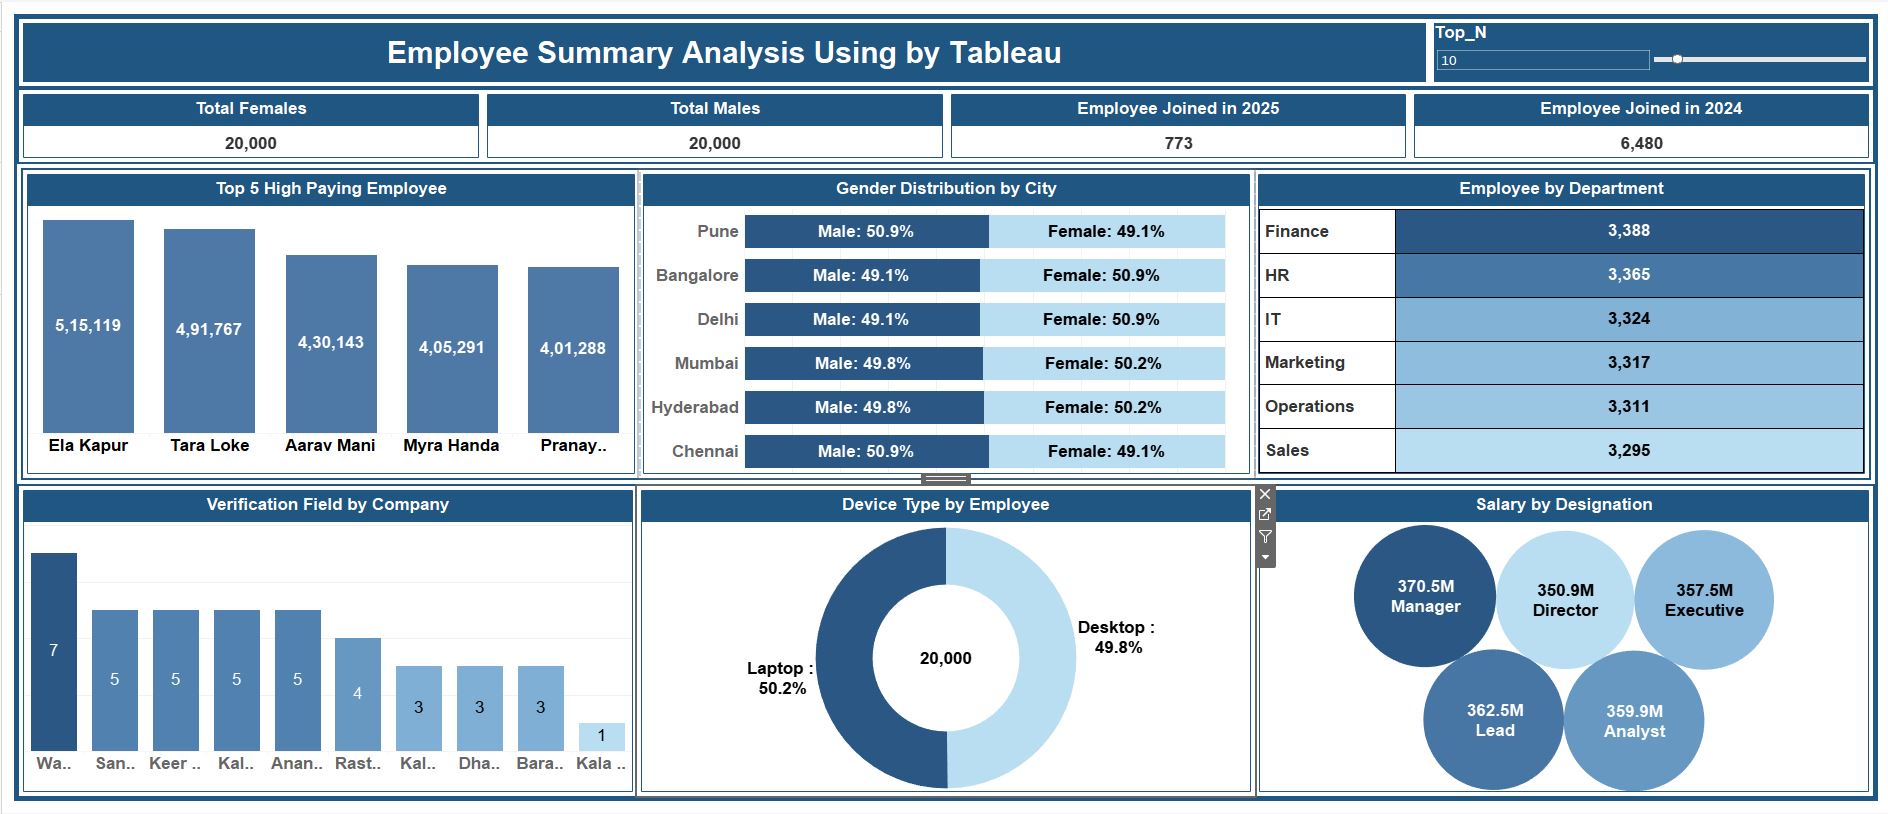 Employee Summary Analysis Using by Tableau
Top_N
10
Total Females
20,000
Total Males
20,000
Employee Joined in 2025
773
Employee Joined in 2024
6,480
Top 5 High Paying Employee
5,15,119
4,91,767
4,30,143
4,05,291
4,01,288
Ela Kapur
Tara Loke
Aarav Mani
Myra Handa
Pranay..
Gender Distribution by City
Pune Male: 50.9% Female: 49.1%
Bangalore Male: 49.1% Female: 50.9%
Delhi Male: 49.1% Female: 50.9%
Mumbai Male: 49.8% Female: 50.2%
Hyderabad Male: 49.8% Female: 50.2%
Chennai Male: 50.9% Female: 49.1%
Employee by Department
Finance 3,388
HR 3,365
IT 3,324
Marketing 3,317
Operations 3,311
Sales 3,295
Verification Field by Company
7
5
5
5
5
4
3
3
3
1
Wa..
San..
Keer ..
Kal..
Anan..
Rast..
Kal..
Dha..
Bara..
Kala ..
Device Type by Employee
Laptop :
50.2%
20,000
Desktop :
49.8%
Salary by Designation
370.5M
Manager
350.9M
Director
357.5M
Executive
362.5M
Lead
359.9M
Analyst